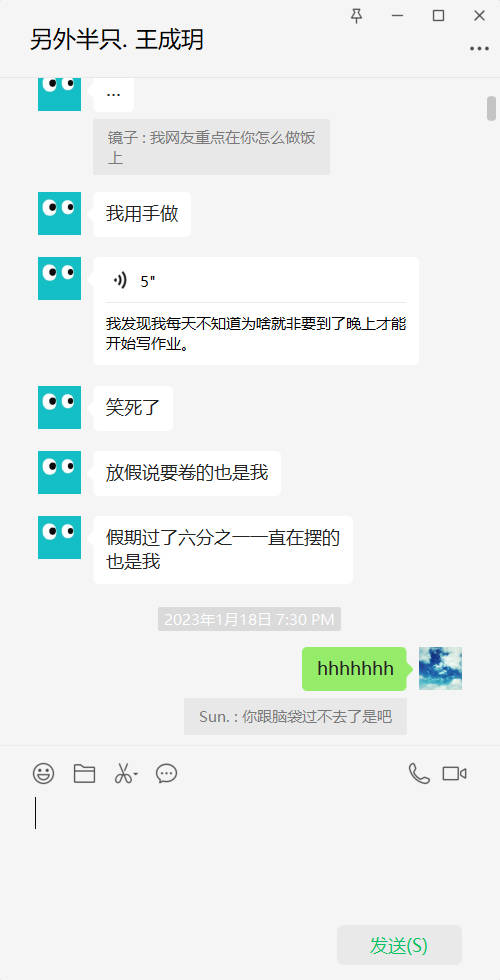 另外半只. 王成玥
...
镜子 : 我网友重点在你怎么做饭
上
我用手做
5"
我发现我每天不知道为啥就非要到了晚上才能
开始写作业。
笑死了
放假说要卷的也是我
假期过了六分之一一直在摆的
也是我
2023年1月18日 7:30 PM
hhhhhhh
Sun. : 你跟脑袋过不去了是吧
发送(S)